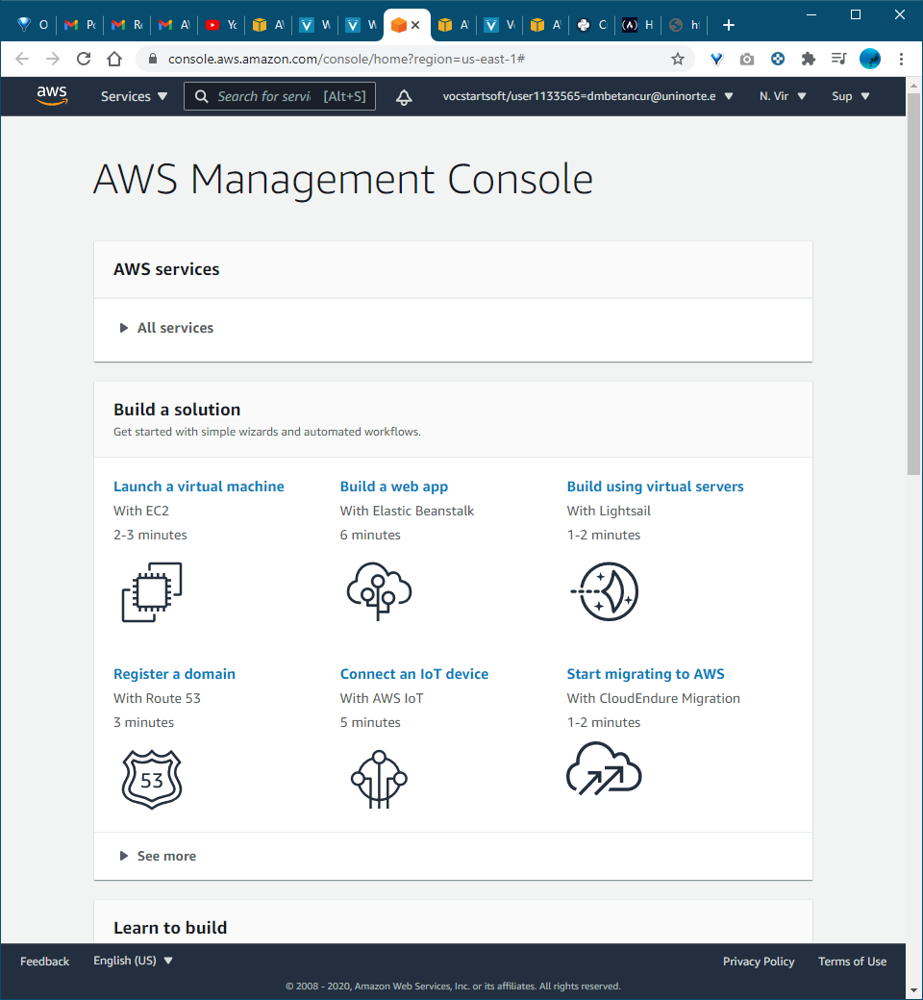 O
Po
Re
A
Yo
A
W
W
A
V
A
C
H
console.aws.amazon.com/console/home?region=us-east-1#
aws
Services
Search for servi [Alt+S]
vocstartsoft/user1133565=dmbetancur@uninorte.e
N. Vir
Sup
AWS Management Console
AWS services
All services
Build a solution
Get started with simple wizards and automated workflows.
Launch a virtual machine
With EC2
2-3 minutes
Build a web app
With Elastic Beanstalk
6 minutes
Build using virtual servers
With Lightsail
1-2 minutes
Register a domain
With Route 53
3 minutes
53
Connect an IoT device
With AWS IoT
5 minutes
Start migrating to AWS
With CloudEndure Migration
1-2 minutes
See more
Learn to build
Feedback
English (US)
Privacy Policy
Terms of Use
© 2008 - 2020, Amazon Web Services, Inc. or its affiliates. All rights reserved.